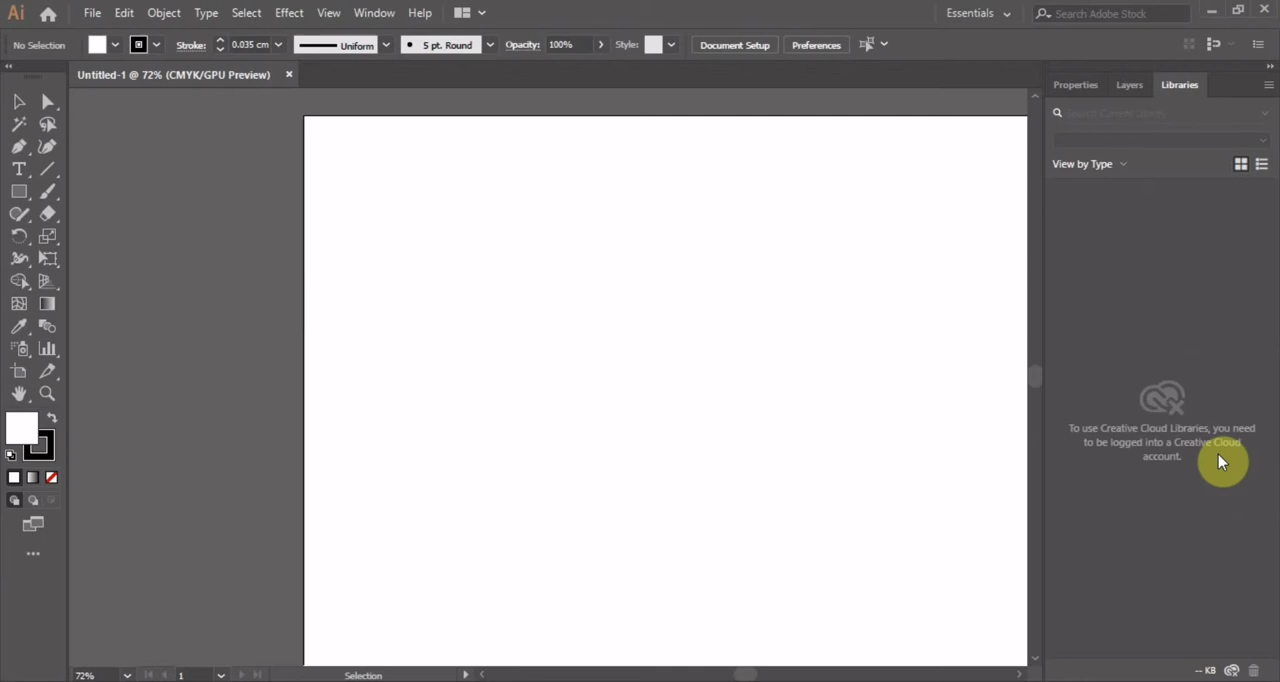 Ai File Edit Object Type Select Effect View Window Help Essentials Search Adobe Stock
No Selection Stroke: 0.035 cm Uniform 5 pt. Round Opacity: 100% Style: Document Setup Preferences
Untitled-1 @ 72% (CMYK/GPU Preview)
Properties Layers Libraries
Search Current Library
View by Type
To use Creative Cloud Libraries, you need
to be logged into a Creative Cloud
account.
72% 1 Selection -- KB